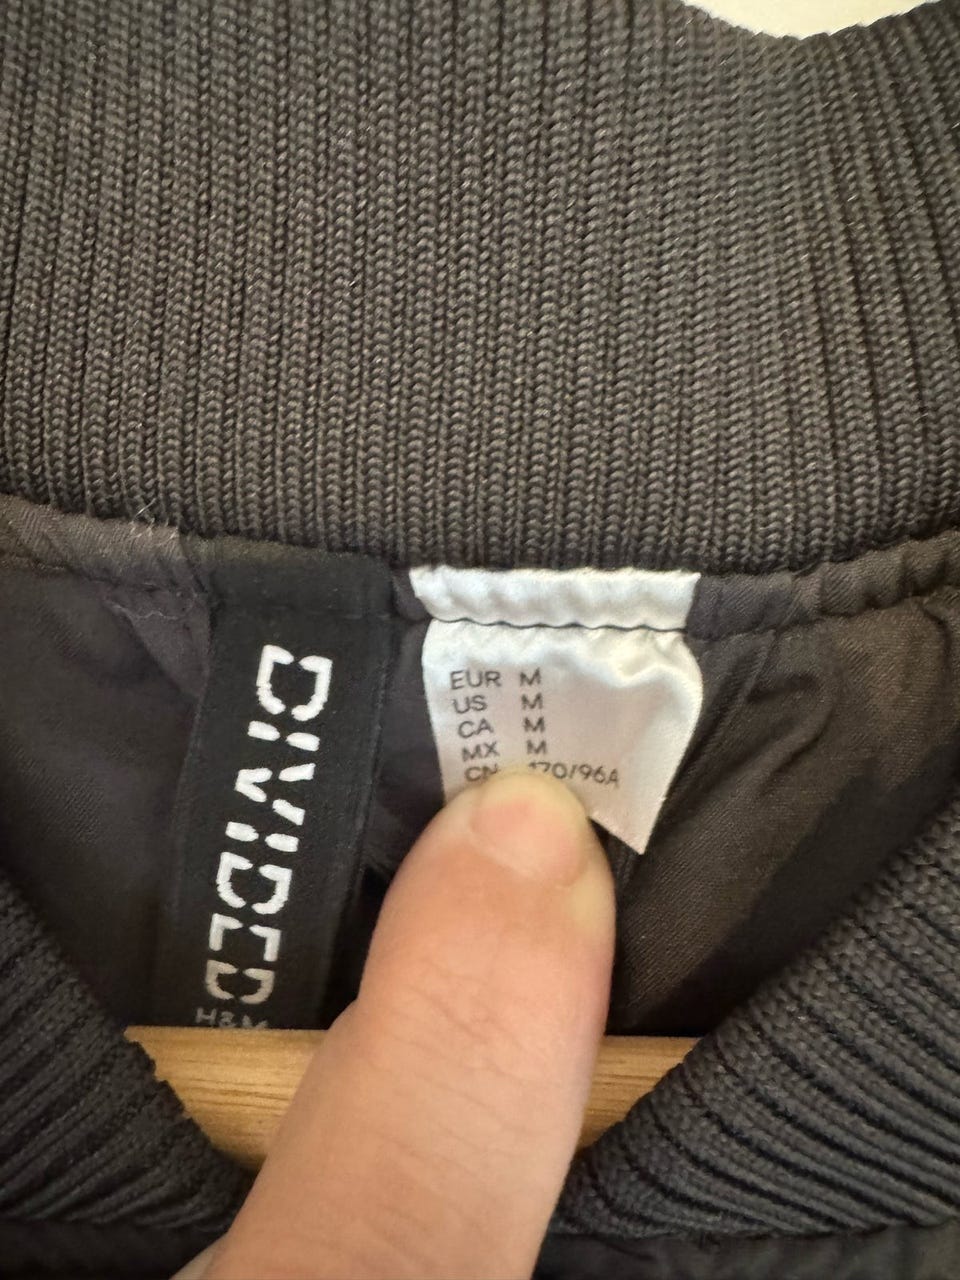 DIVIDED
H&M
EUR M
US M
CA M
MX M
CN 170/96A